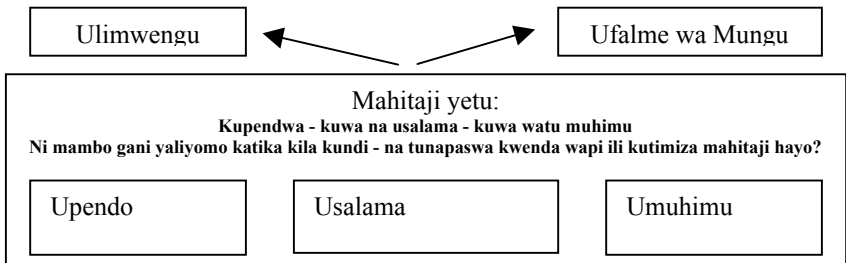 Ulimwengu
Ufalme wa Mungu
Mahitaji yetu:
Kupendwa - kuwa na usalama - kuwa watu muhimu
Ni mambo gani yaliyomo katika kila kundi - na tunapaswa kwenda wapi ili kutimiza mahitaji hayo?
Upendo
Usalama
Umuhimu